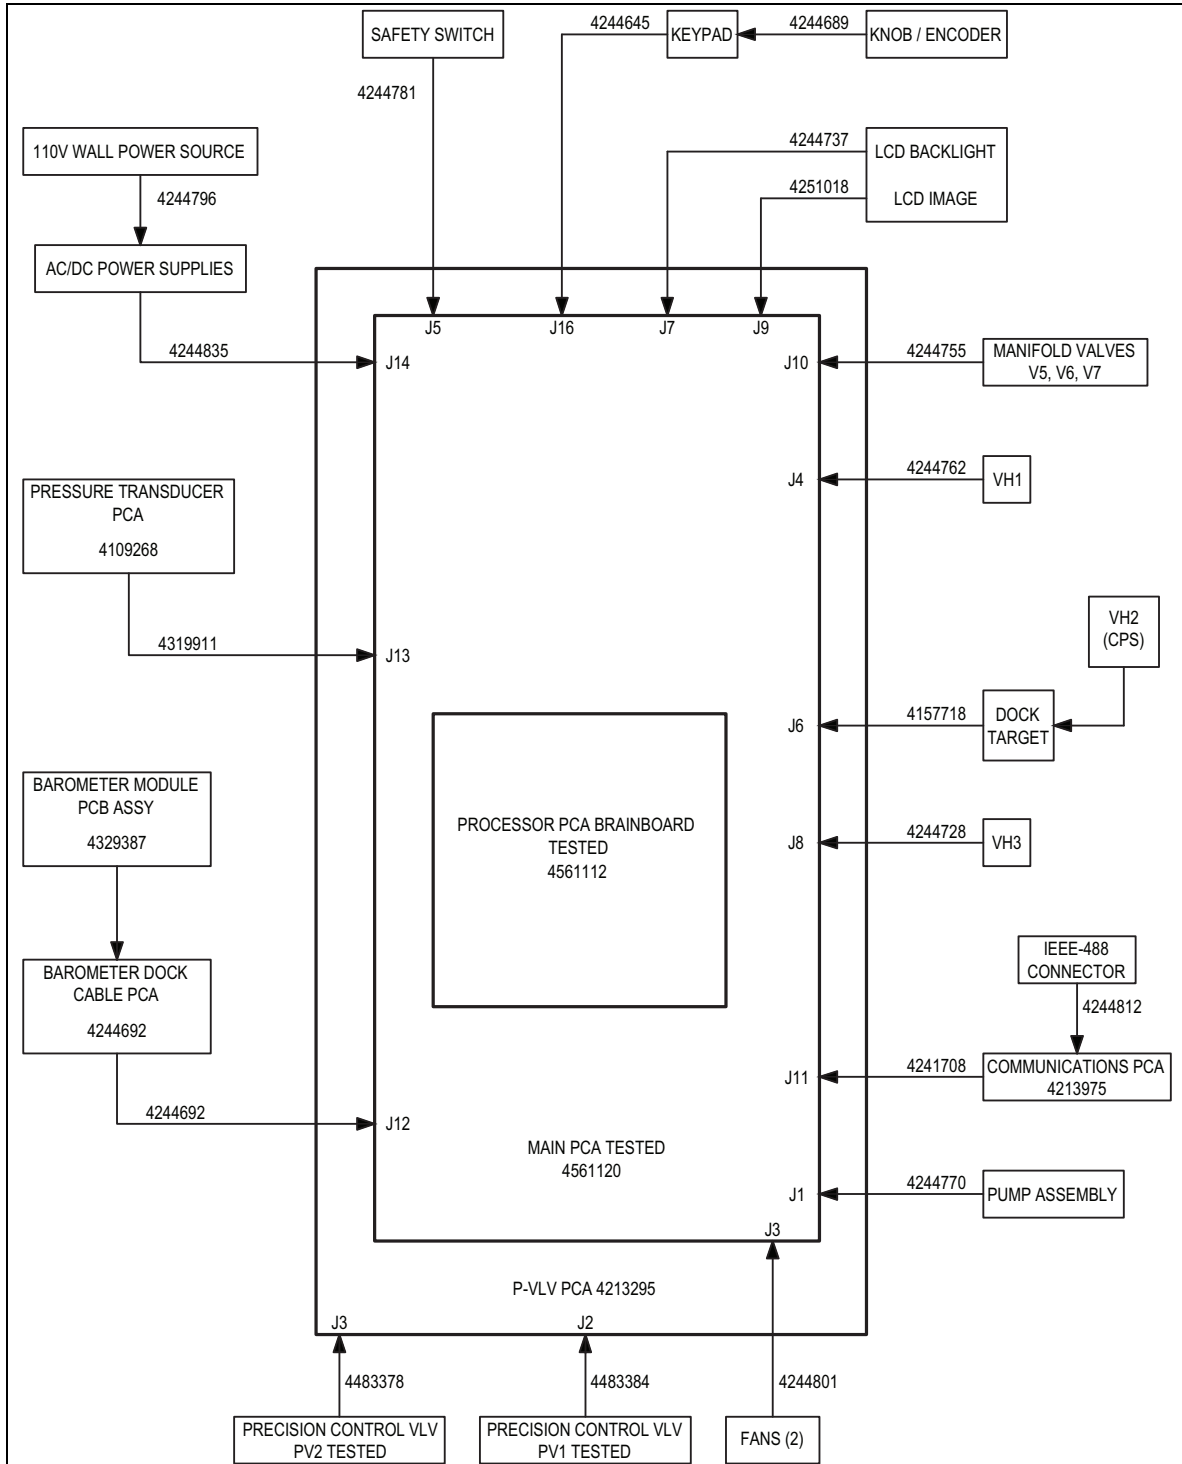 SAFETY SWITCH
4244645
KEYPAD
4244689
KNOB / ENCODER
4244781
110V WALL POWER SOURCE
4244737
LCD BACKLIGHT
4251018
LCD IMAGE
4244796
AC/DC POWER SUPPLIES
J5
J16
J7
J9
4244835
J14
J10
4244755
MANIFOLD VALVES
V5, V6, V7
J4
4244762
VH1
PRESSURE TRANSDUCER
PCA
4109268
4319911
J13
VH2
(CPS)
J6
4157718
DOCK
TARGET
BAROMETER MODULE
PCB ASSY
4329387
PROCESSOR PCA BRAINBOARD
TESTED
4561112
J8
4244728
VH3
BAROMETER DOCK
CABLE PCA
4244692
IEEE-488
CONNECTOR
4244812
J11
4241708
COMMUNICATIONS PCA
4213975
4244692
J12
MAIN PCA TESTED
4561120
J1
4244770
PUMP ASSEMBLY
J3
P-VLV PCA 4213295
J3
J2
4483378
4483384
4244801
PRECISION CONTROL VLV
PV2 TESTED
PRECISION CONTROL VLV
PV1 TESTED
FANS (2)